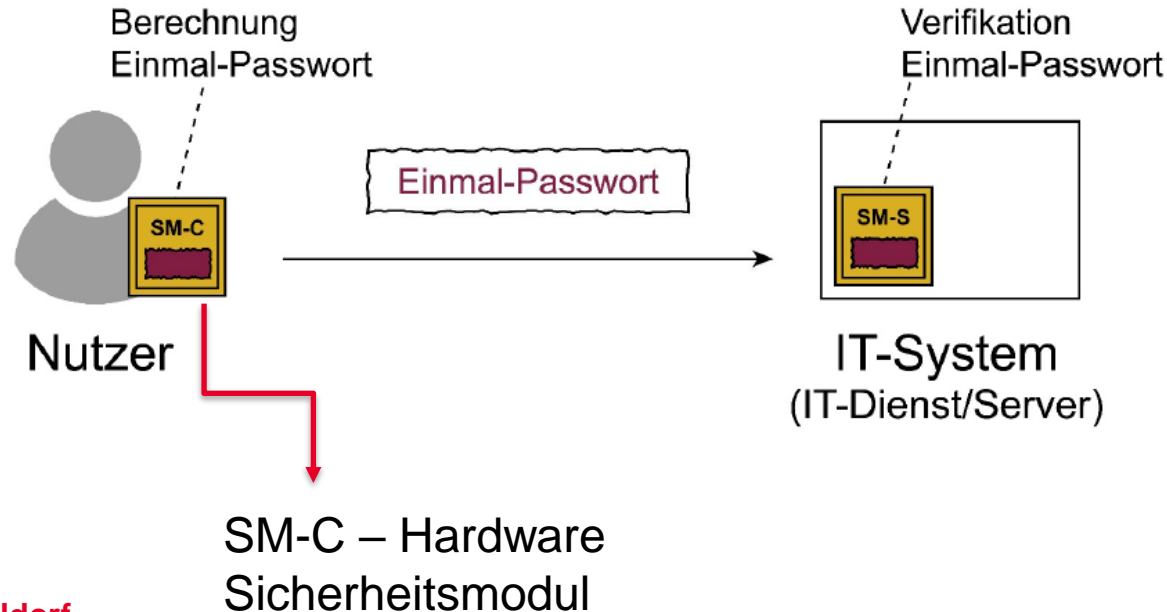 Berechnung
Einmal-Passwort
Verifikation
Einmal-Passwort
Einmal-Passwort
SM-C
SM-S
Nutzer
IT-System
(IT-Dienst/Server)
SM-C – Hardware
Sicherheitsmodul